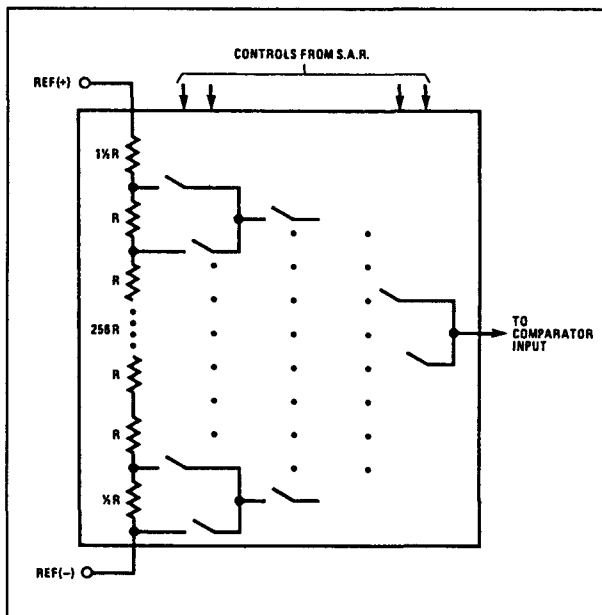 CONTROLS FROM S.A.R.
REF(+)
1½R
R
R
256R
R
R
½R
REF(−)
TO
COMPARATOR
INPUT